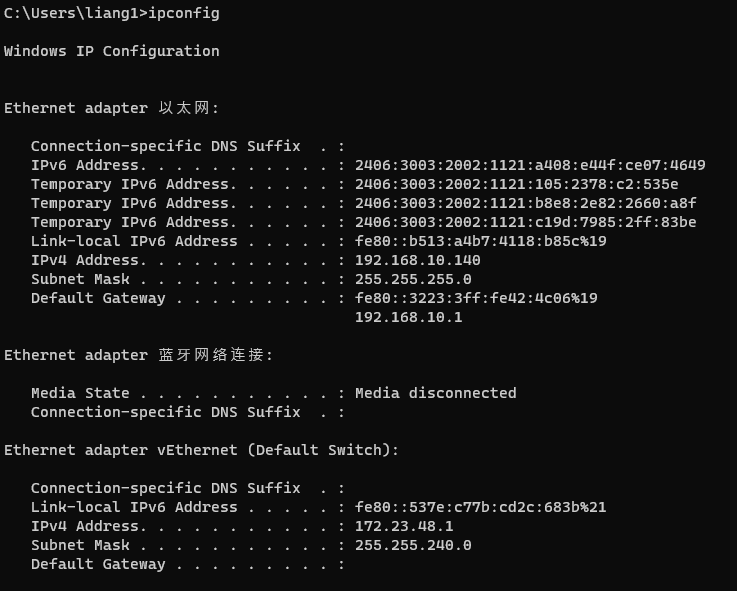 C:\Users\liang1>ipconfig
Windows IP Configuration
Ethernet adapter 以太网:
Connection-specific DNS Suffix  . :
IPv6 Address. . . . . . . . . . . : 2406:3003:2002:1121:a408:e44f:ce07:4649
Temporary IPv6 Address. . . . . . : 2406:3003:2002:1121:105:2378:c2:535e
Temporary IPv6 Address. . . . . . : 2406:3003:2002:1121:b8e8:2e82:2660:a8f
Temporary IPv6 Address. . . . . . : 2406:3003:2002:1121:c19d:7985:2ff:83be
Link-local IPv6 Address . . . . . : fe80::b513:a4b7:4118:b85c%19
IPv4 Address. . . . . . . . . . . : 192.168.10.140
Subnet Mask . . . . . . . . . . . : 255.255.255.0
Default Gateway . . . . . . . . . : fe80::3223:3ff:fe42:4c06%19
192.168.10.1
Ethernet adapter 蓝牙网络连接:
Media State . . . . . . . . . . . : Media disconnected
Connection-specific DNS Suffix  . :
Ethernet adapter vEthernet (Default Switch):
Connection-specific DNS Suffix  . :
Link-local IPv6 Address . . . . . : fe80::537e:c77b:cd2c:683b%21
IPv4 Address. . . . . . . . . . . : 172.23.48.1
Subnet Mask . . . . . . . . . . . : 255.255.240.0
Default Gateway . . . . . . . . . :